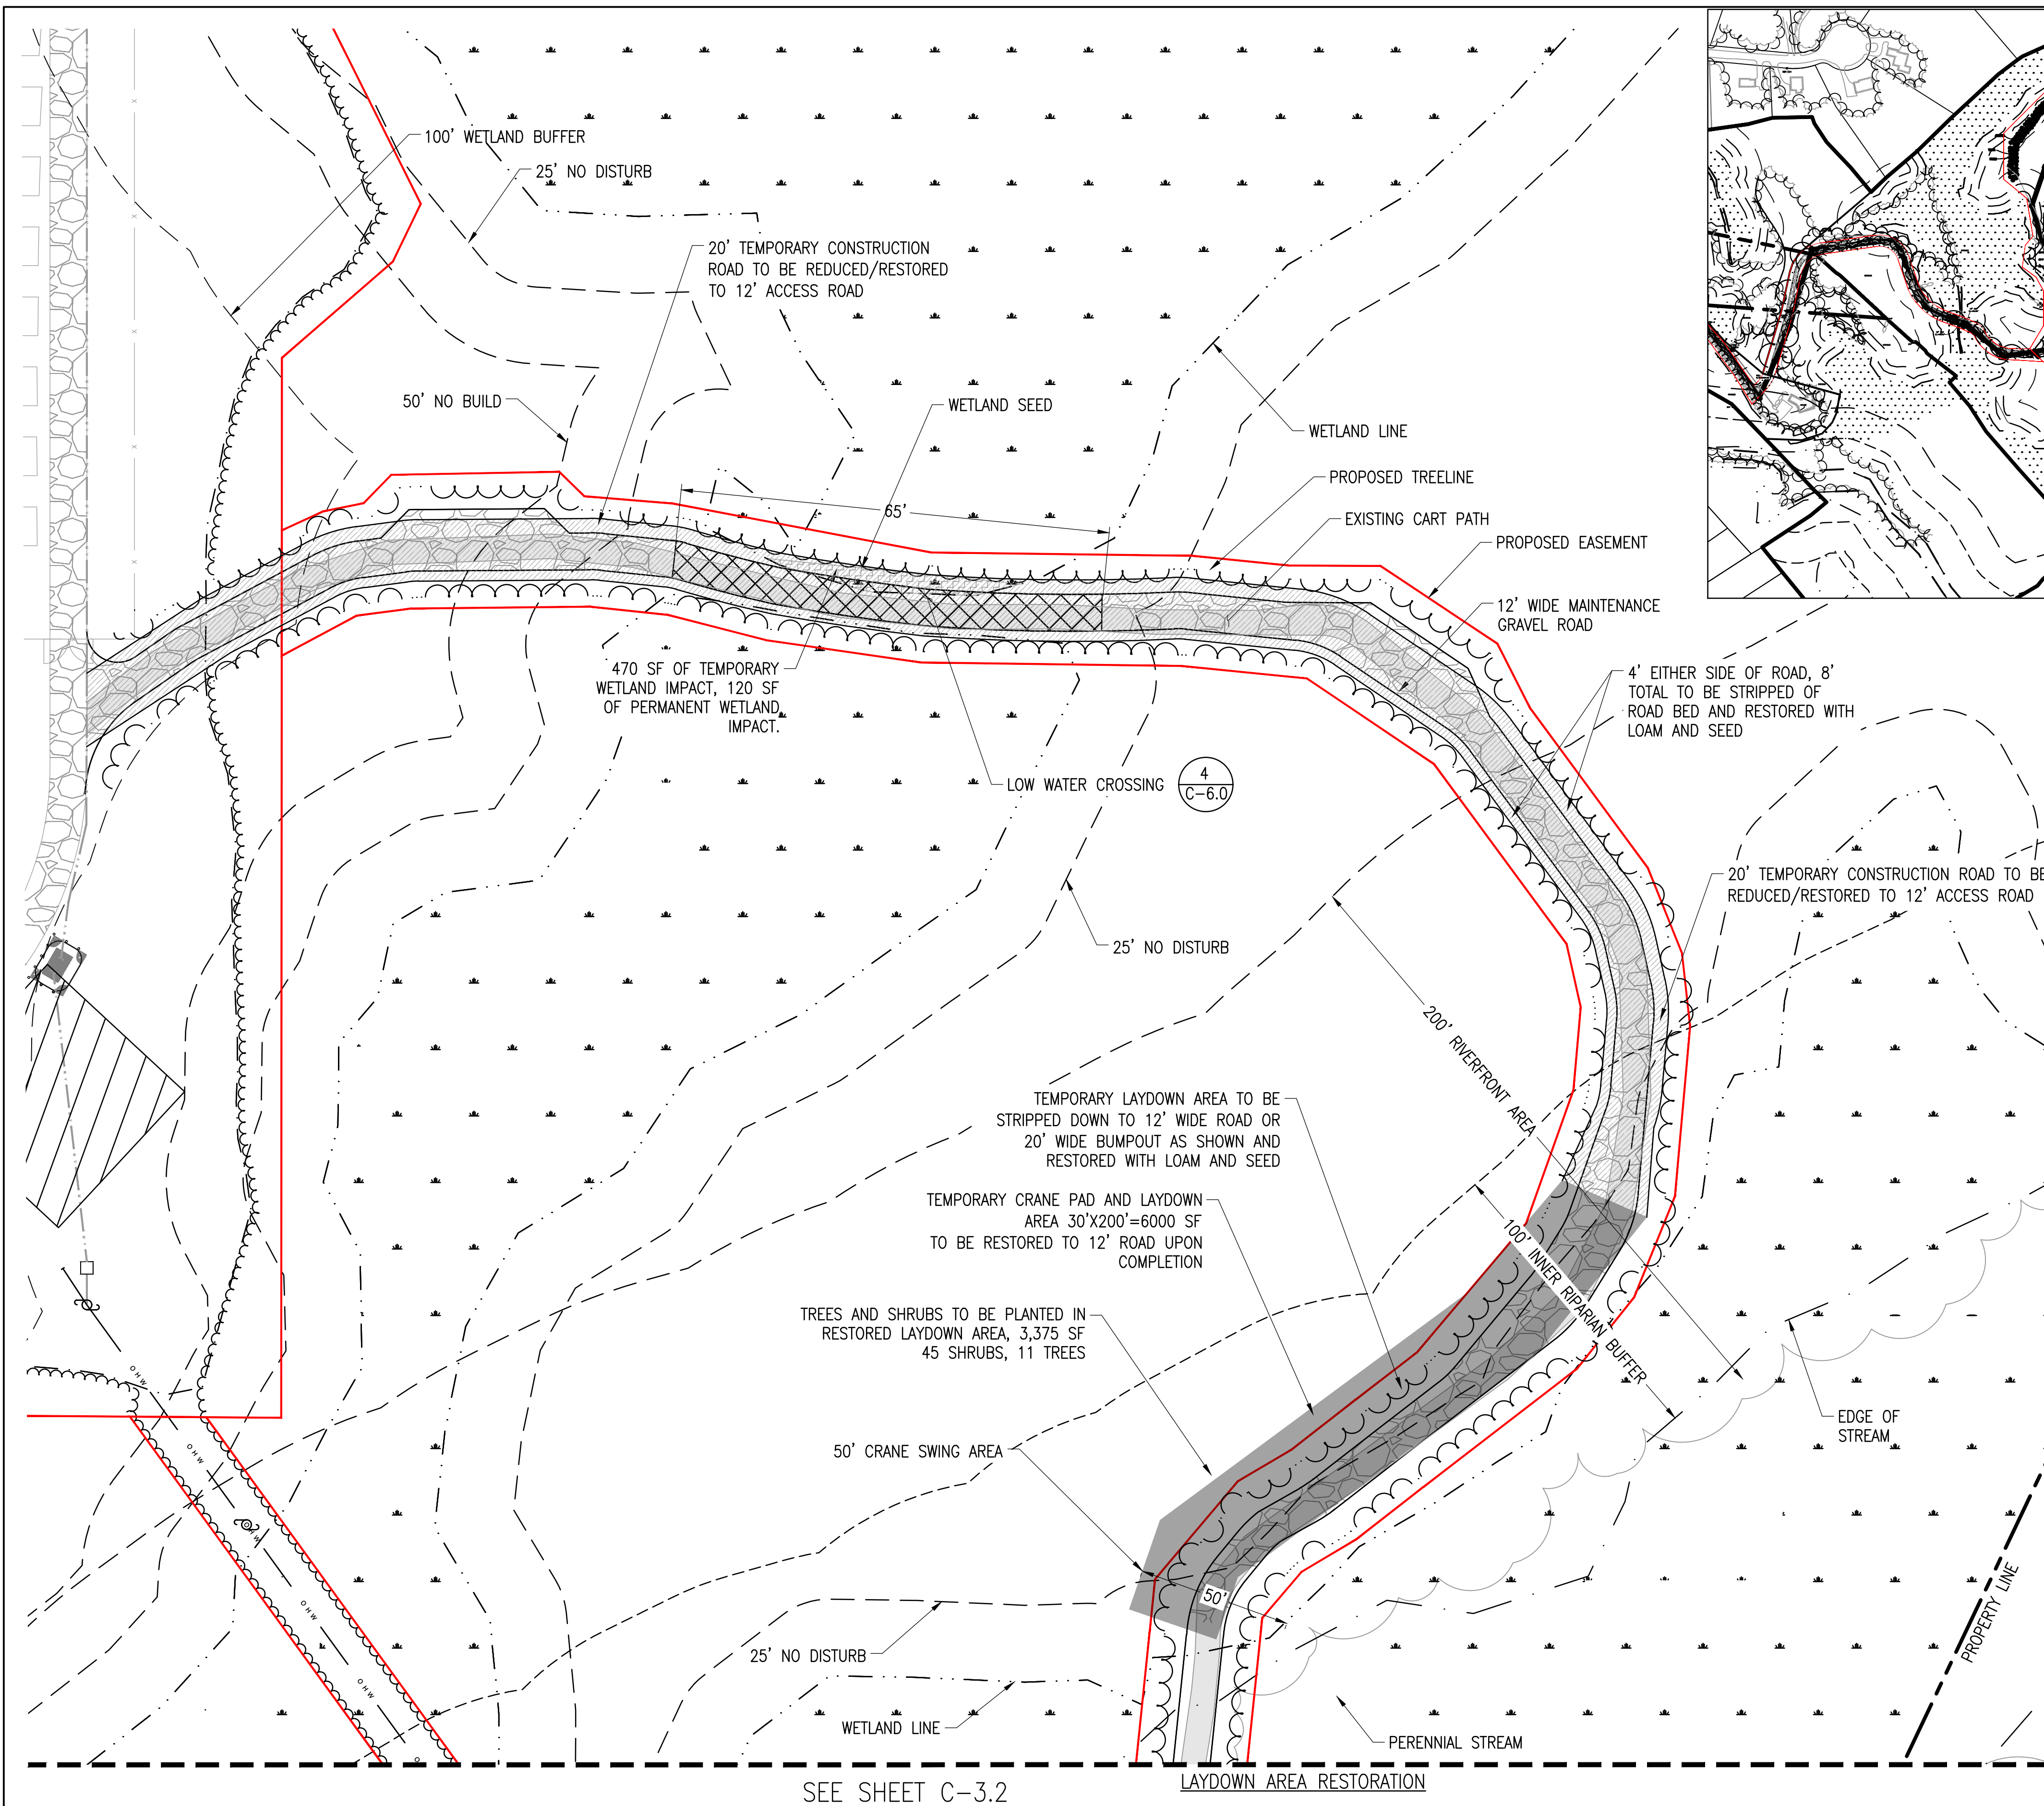 100' WETLAND BUFFER
25' NO DISTURB
20' TEMPORARY CONSTRUCTION
ROAD TO BE REDUCED/RESTORED
TO 12' ACCESS ROAD
50' NO BUILD
WETLAND SEED
WETLAND LINE
PROPOSED TREELINE
65'
EXISTING CART PATH
PROPOSED EASEMENT
12' WIDE MAINTENANCE
GRAVEL ROAD
470 SF OF TEMPORARY
WETLAND IMPACT, 120 SF
OF PERMANENT WETLAND
IMPACT.
4' EITHER SIDE OF ROAD, 8'
TOTAL TO BE STRIPPED OF
ROAD BED AND RESTORED WITH
LOAM AND SEED
LOW WATER CROSSING
4
C-6.0
20' TEMPORARY CONSTRUCTION ROAD TO BE
REDUCED/RESTORED TO 12' ACCESS ROAD
25' NO DISTURB
200' RIVERFRONT AREA
TEMPORARY LAYDOWN AREA TO BE
STRIPPED DOWN TO 12' WIDE ROAD OR
20' WIDE BUMPOUT AS SHOWN AND
RESTORED WITH LOAM AND SEED
TEMPORARY CRANE PAD AND LAYDOWN
AREA 30'X200'=6000 SF
TO BE RESTORED TO 12' ROAD UPON
COMPLETION
100' INNER RIPARIAN BUFFER
TREES AND SHRUBS TO BE PLANTED IN
RESTORED LAYDOWN AREA, 3,375 SF
45 SHRUBS, 11 TREES
OHW
EDGE OF
STREAM
50' CRANE SWING AREA
OHW
OHW
50'
OHW
PROPERTY LINE
25' NO DISTURB
OHW
WETLAND LINE
PERENNIAL STREAM
SEE SHEET C-3.2
LAYDOWN AREA RESTORATION